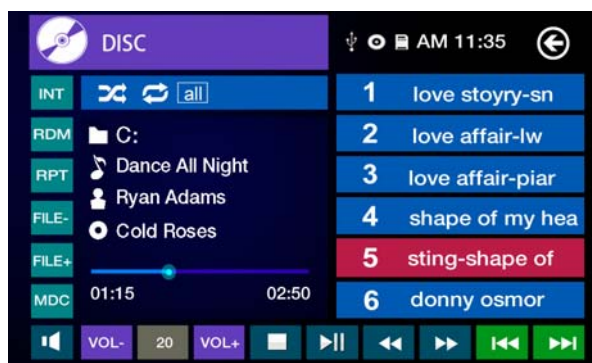 DISC
AM 11:35
INT
all
1 love stoyry-sn
RDM
C:
2 love affair-lw
RPT
Dance All Night
3 love affair-piar
Ryan Adams
FILE-
Cold Roses
4 shape of my hea
FILE+
5 sting-shape of
MDC
01:15 02:50
6 donny osmor
VOL- 20 VOL+